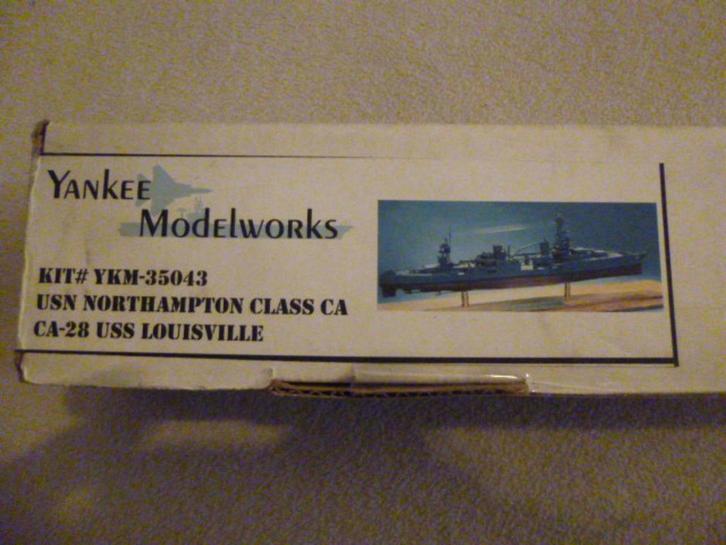 YANKEE
MODELWORKS
KIT# YKM-35043
USN NORTHAMPTON CLASS CA
CA-28 USS LOUISVILLE